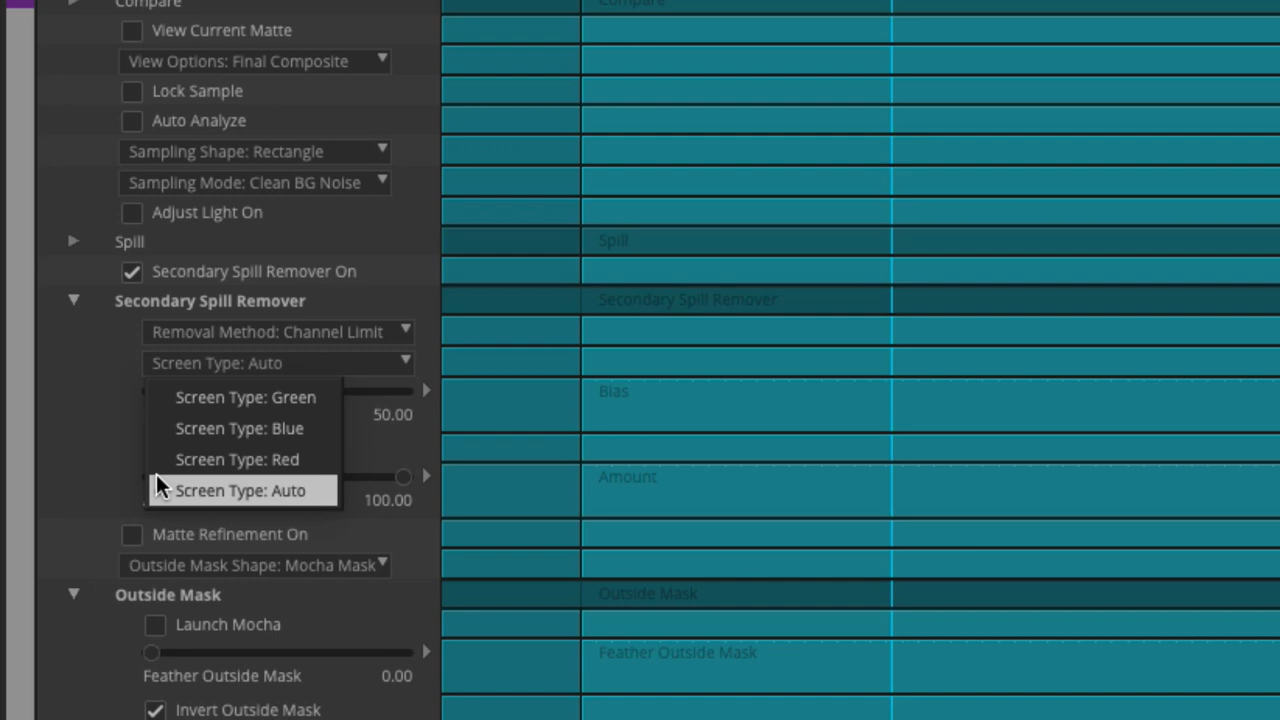 Compare Compare
View Current Matte
View Options: Final Composite
Lock Sample
Auto Analyze
Sampling Shape: Rectangle
Sampling Mode: Clean BG Noise
Adjust Light On
Spill Spill
Secondary Spill Remover On
Secondary Spill Remover Secondary Spill Remover
Removal Method: Channel Limit
Screen Type: Auto
Screen Type: Green Bias
50.00
Screen Type: Blue
Screen Type: Red
Amount
Screen Type: Auto
100.00
Matte Refinement On
Outside Mask Shape: Mocha Mask
Outside Mask Outside Mask
Launch Mocha
Feather Outside Mask
Feather Outside Mask 0.00
Invert Outside Mask